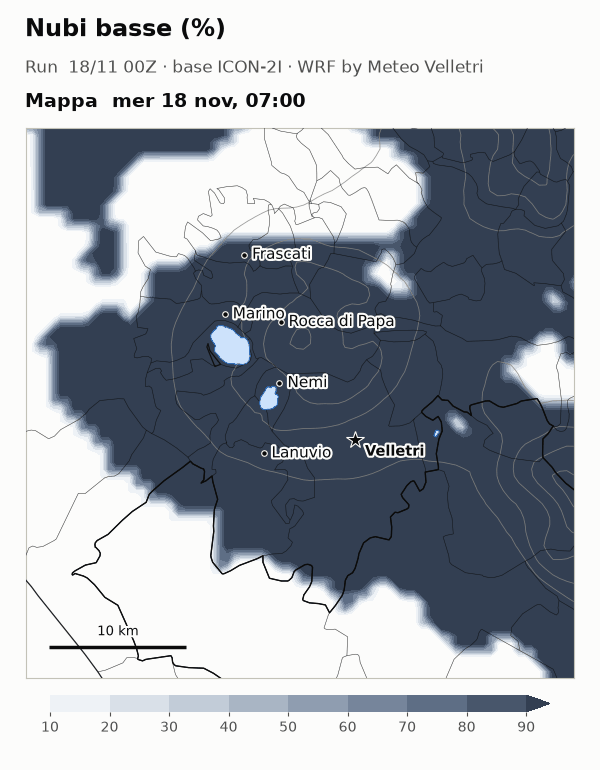 Nubi basse (%)
Run  18/11 00Z · base ICON-2I · WRF by Meteo Velletri
Mappa  mer 18 nov, 07:00
Frascati
Marino
Rocca di Papa
Nemi
Velletri
Lanuvio
10 km
10 20 30 40 50 60 70 80 90